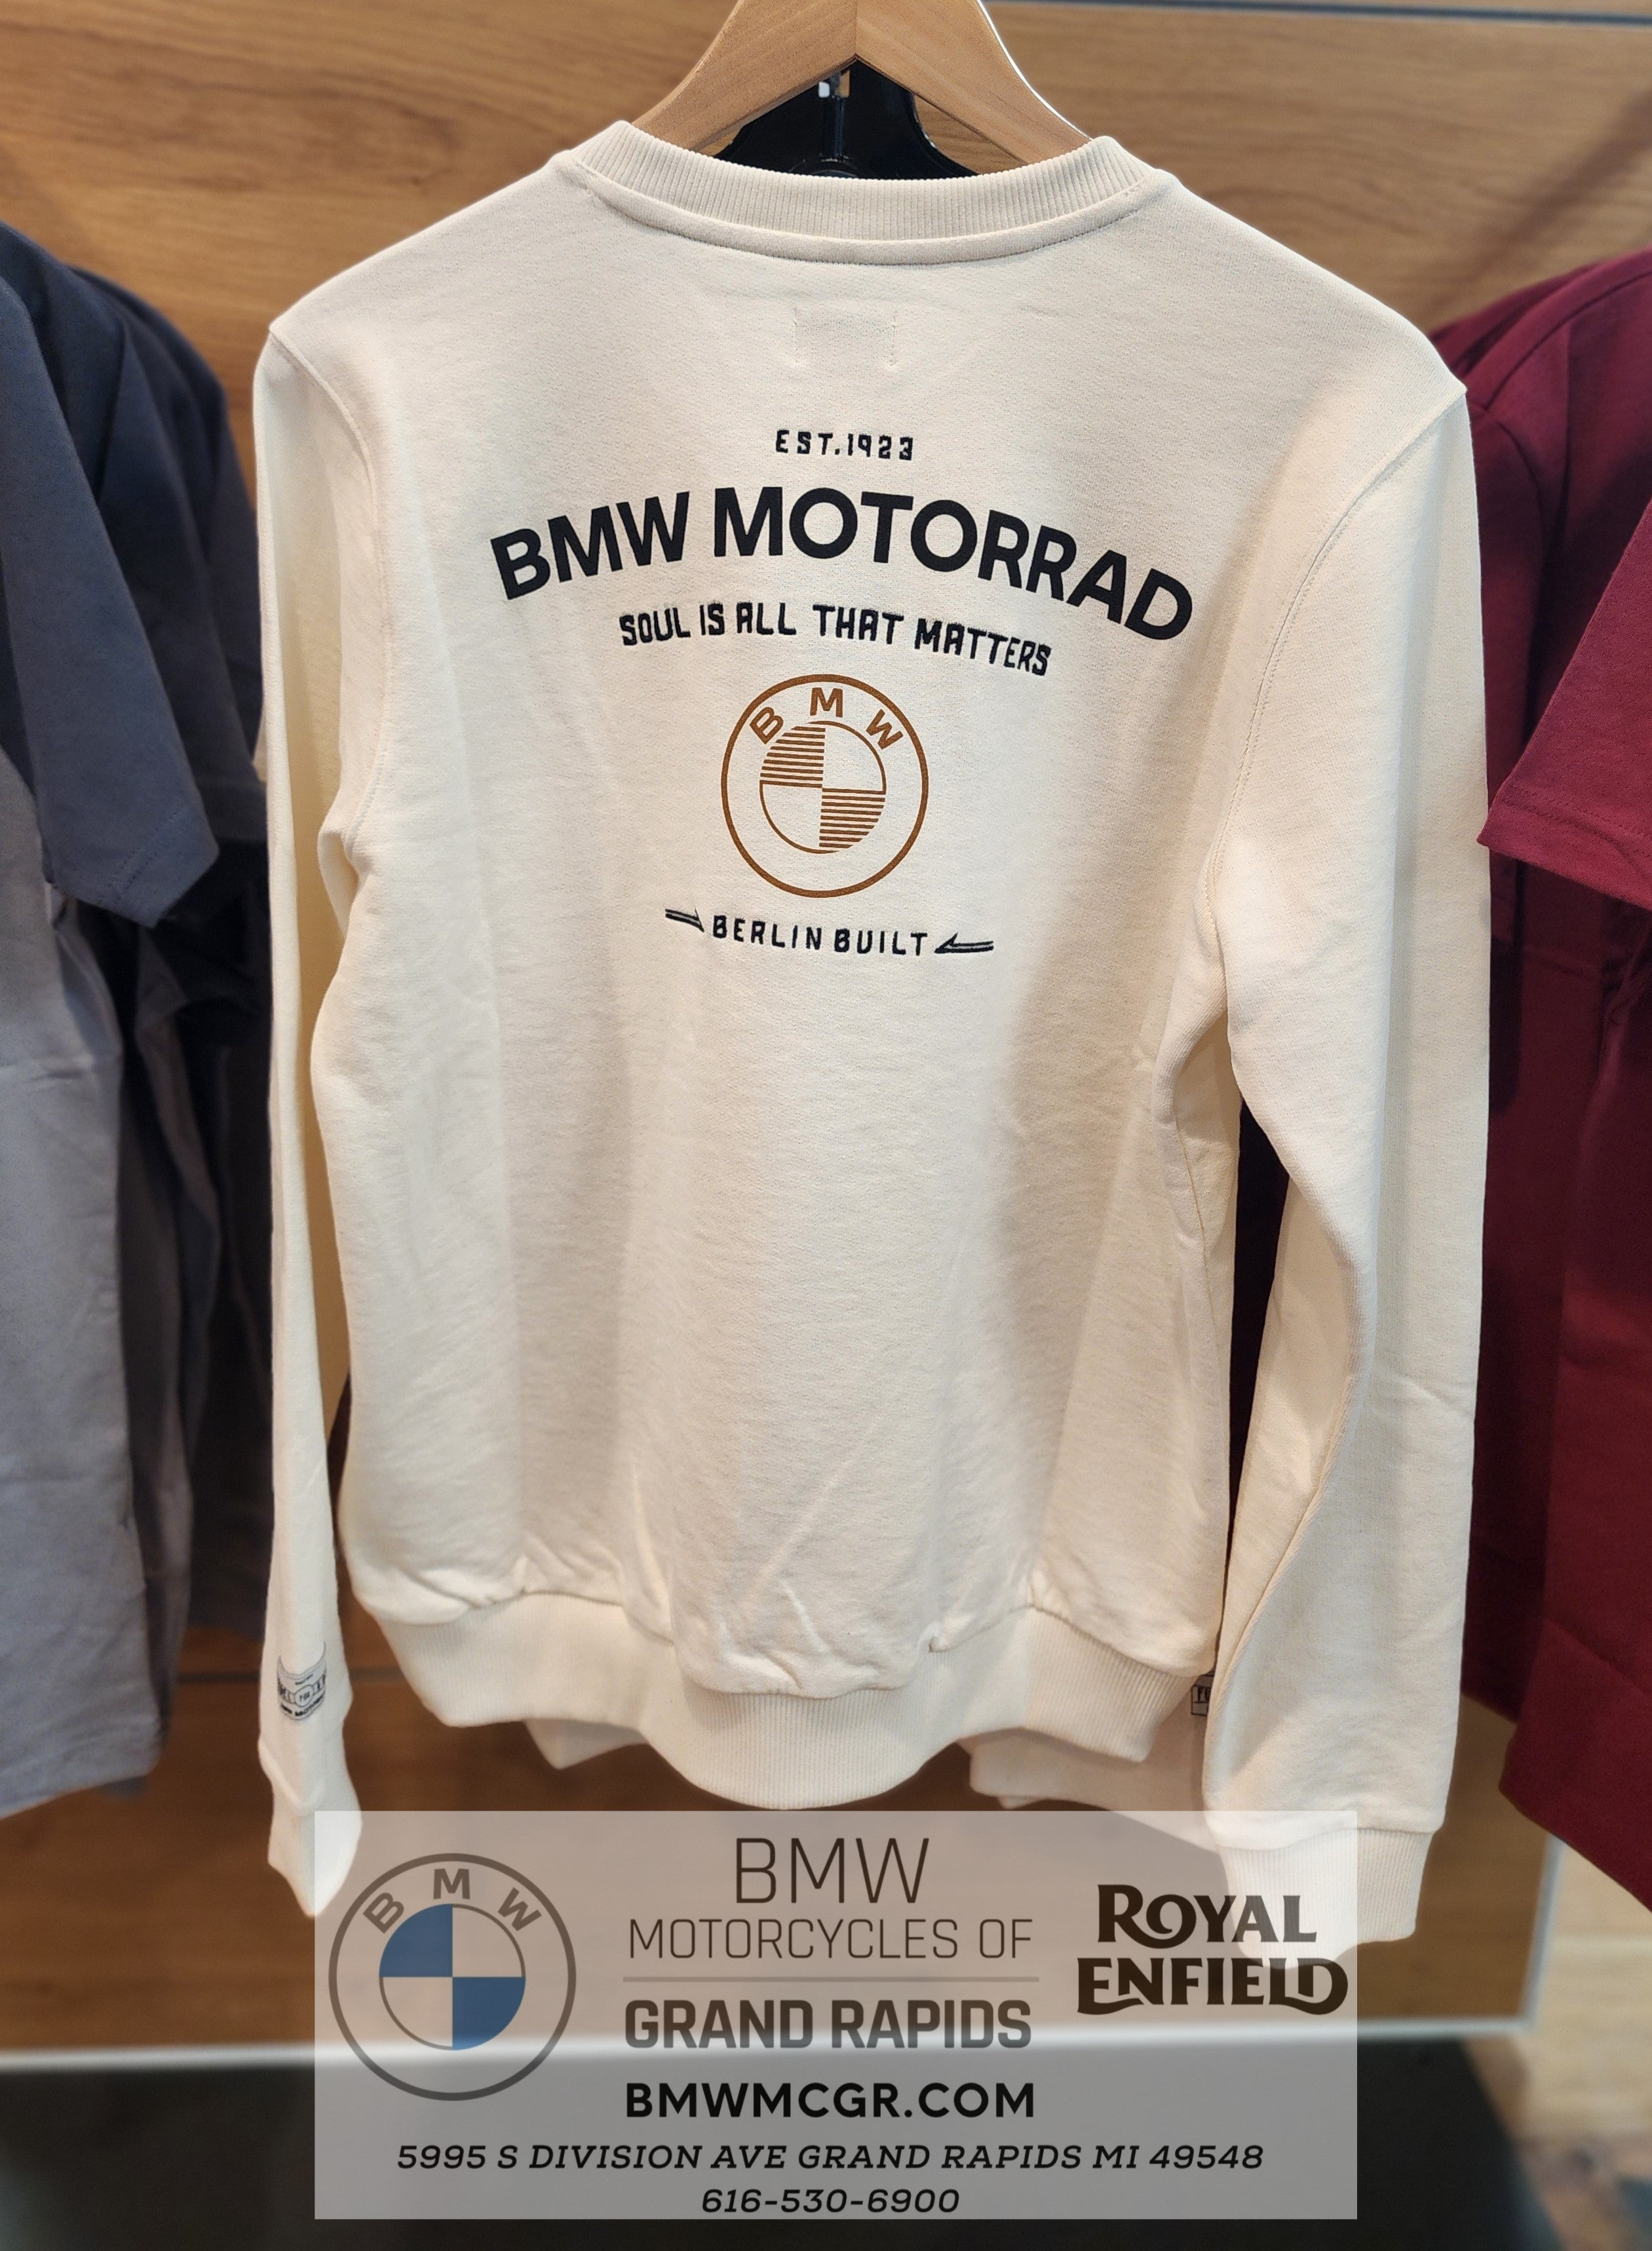 EST.1923
BMW MOTORRAD
SOUL IS ALL THAT MATTERS
BMW
BERLIN BUILT
BMW
BMW
MOTORCYCLES OF
GRAND RAPIDS
ROYAL
ENFIELD
BMWMCGR.COM
5995 S DIVISION AVE GRAND RAPIDS MI 49548
616-530-6900